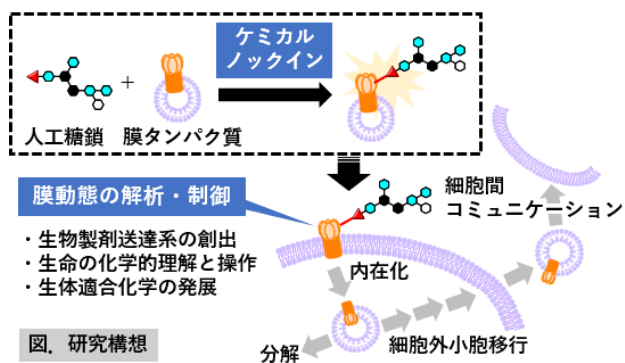 ケミカル
ノックイン
+
人工糖鎖 膜タンパク質
膜動態の解析・制御
・生物製剤送達系の創出
・生命の化学的理解と操作
・生体適合化学の発展
細胞間
コミュニケーション
内在化
分解
細胞外小胞移行
図. 研究構想